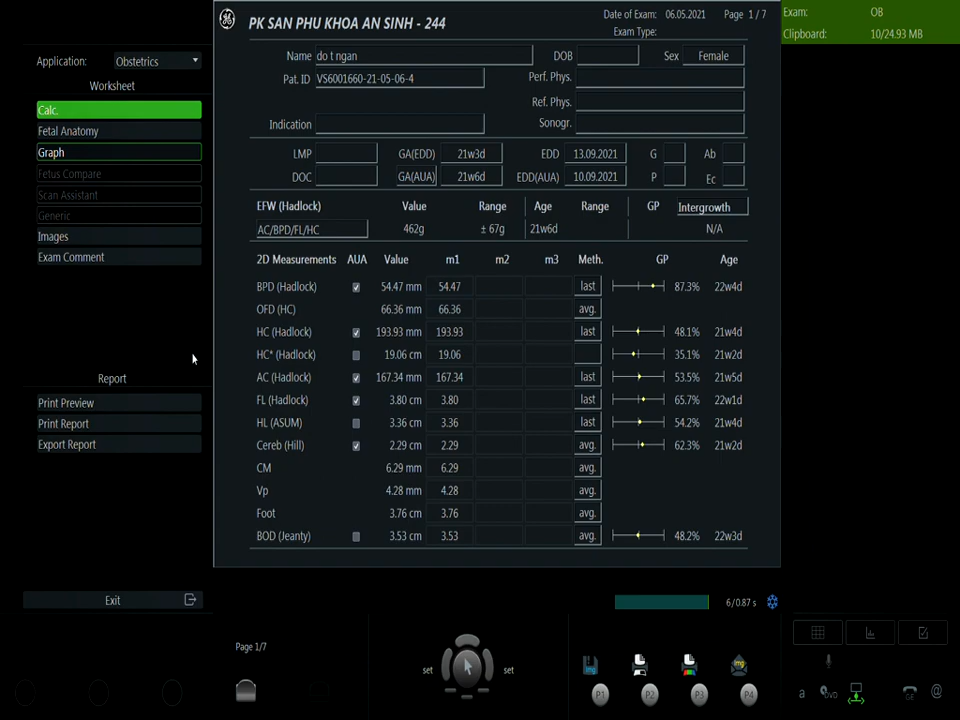 Exam: OB
Clipboard: 10/24.93 MB
PK SAN PHU KHOA AN SINH - 244
Date of Exam: 06.05.2021 Page 1 / 7
Exam Type:
Application: Obstetrics
Worksheet
Calc.
Fetal Anatomy
Graph
Fetus Compare
Scan Assistant
Generic
Images
Exam Comment
Report
Print Preview
Print Report
Export Report
Exit
Name do t ngan DOB Sex Female
Pat. ID VS6001660-21-05-06-4 Perf. Phys.
Ref. Phys.
Indication Sonogr.
LMP GA(EDD) 21w3d EDD 13.09.2021 G Ab
DOC GA(AUA) 21w6d EDD(AUA) 10.09.2021 P Ec
EFW (Hadlock) Value Range Age Range GP Intergrowth
AC/BPD/FL/HC 462g ± 67g 21w6d N/A
2D Measurements AUA Value m1 m2 m3 Meth. GP Age
BPD (Hadlock) 54.47 mm 54.47 last 87.3% 22w4d
OFD (HC) 66.36 mm 66.36 avg.
HC (Hadlock) 193.93 mm 193.93 last 48.1% 21w4d
HC* (Hadlock) 19.06 cm 19.06 35.1% 21w2d
AC (Hadlock) 167.34 mm 167.34 last 53.5% 21w5d
FL (Hadlock) 3.80 cm 3.80 last 65.7% 22w1d
HL (ASUM) 3.36 cm 3.36 last 54.2% 21w4d
Cereb (Hill) 2.29 cm 2.29 avg. 62.3% 21w2d
CM 6.29 mm 6.29 avg.
Vp 4.28 mm 4.28 avg.
Foot 3.76 cm 3.76 avg.
BOD (Jeanty) 3.53 cm 3.53 avg. 48.2% 22w3d
6/0.87 s
Page 1/7
set set
P1 P2 P3 P4
a DVD @